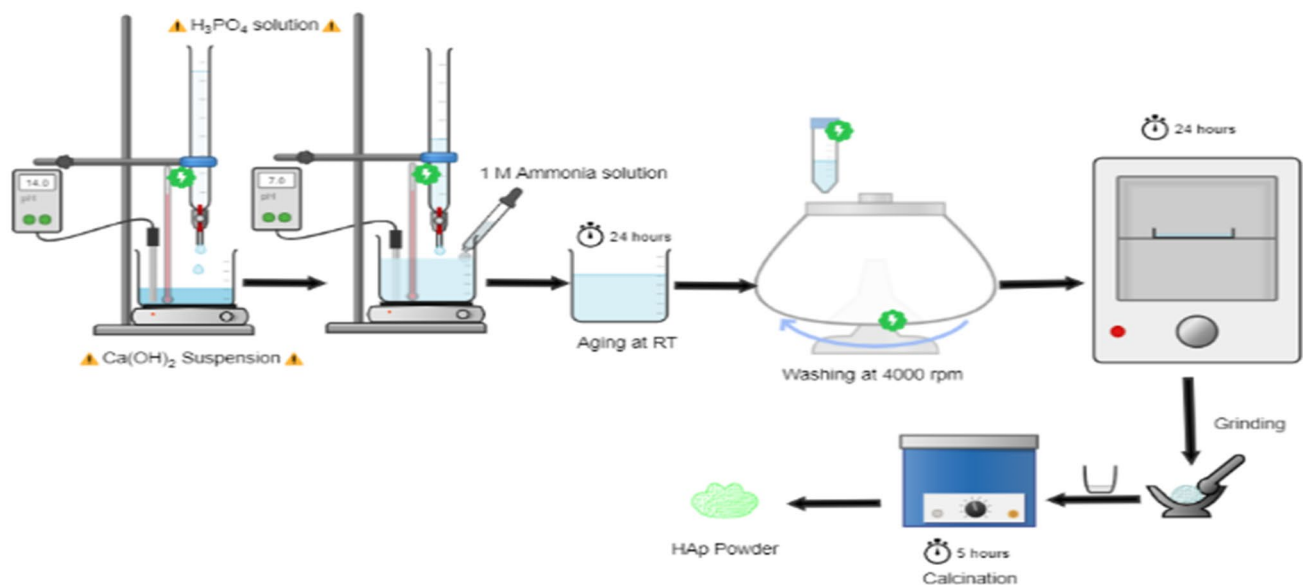 H₃PO₄ solution
14.0
pH
Ca(OH)₂ Suspension
7.0
pH
1 M Ammonia solution
24 hours
Aging at RT
Washing at 4000 rpm
24 hours
Grinding
5 hours
Calcination
HAp Powder